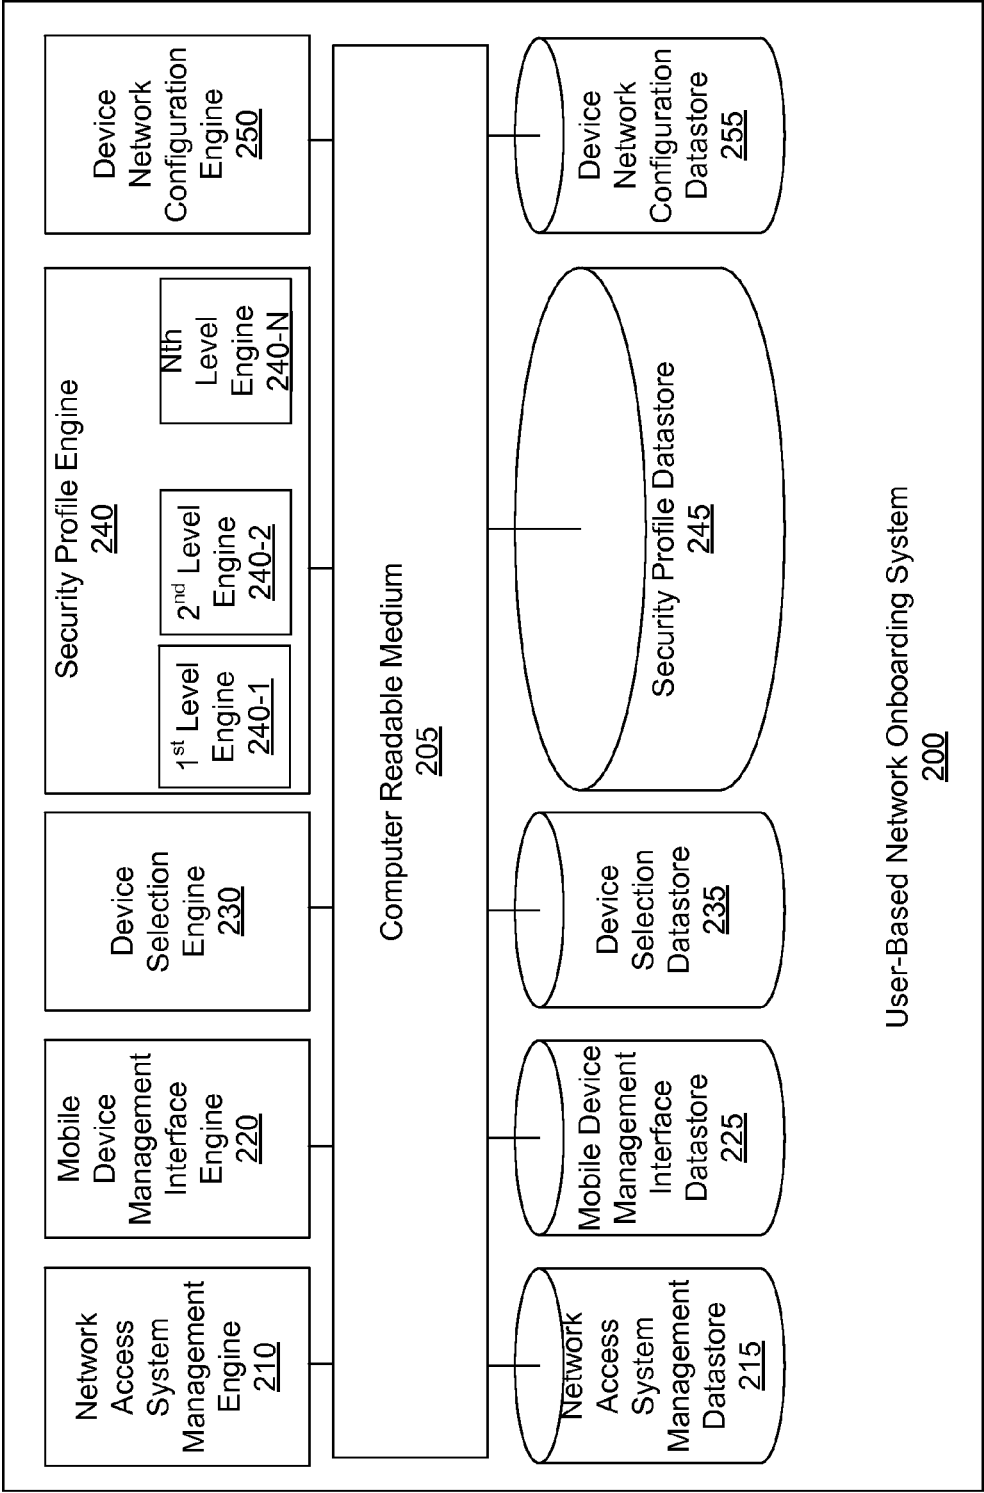 Network
Access
System
Management
Engine
210
Mobile
Device
Management
Interface
Engine
220
Device
Selection
Engine
230
Security Profile Engine
240
1st Level
Engine
240-1
2nd Level
Engine
240-2
Nth
Level
Engine
240-N
Device
Network
Configuration
Engine
250
Computer Readable Medium
205
Network
Access
System
Management
Datastore
215
Mobile Device
Management
Interface
Datastore
225
Device
Selection
Datastore
235
Security Profile Datastore
245
Device
Network
Configuration
Datastore
255
User-Based Network Onboarding System
200